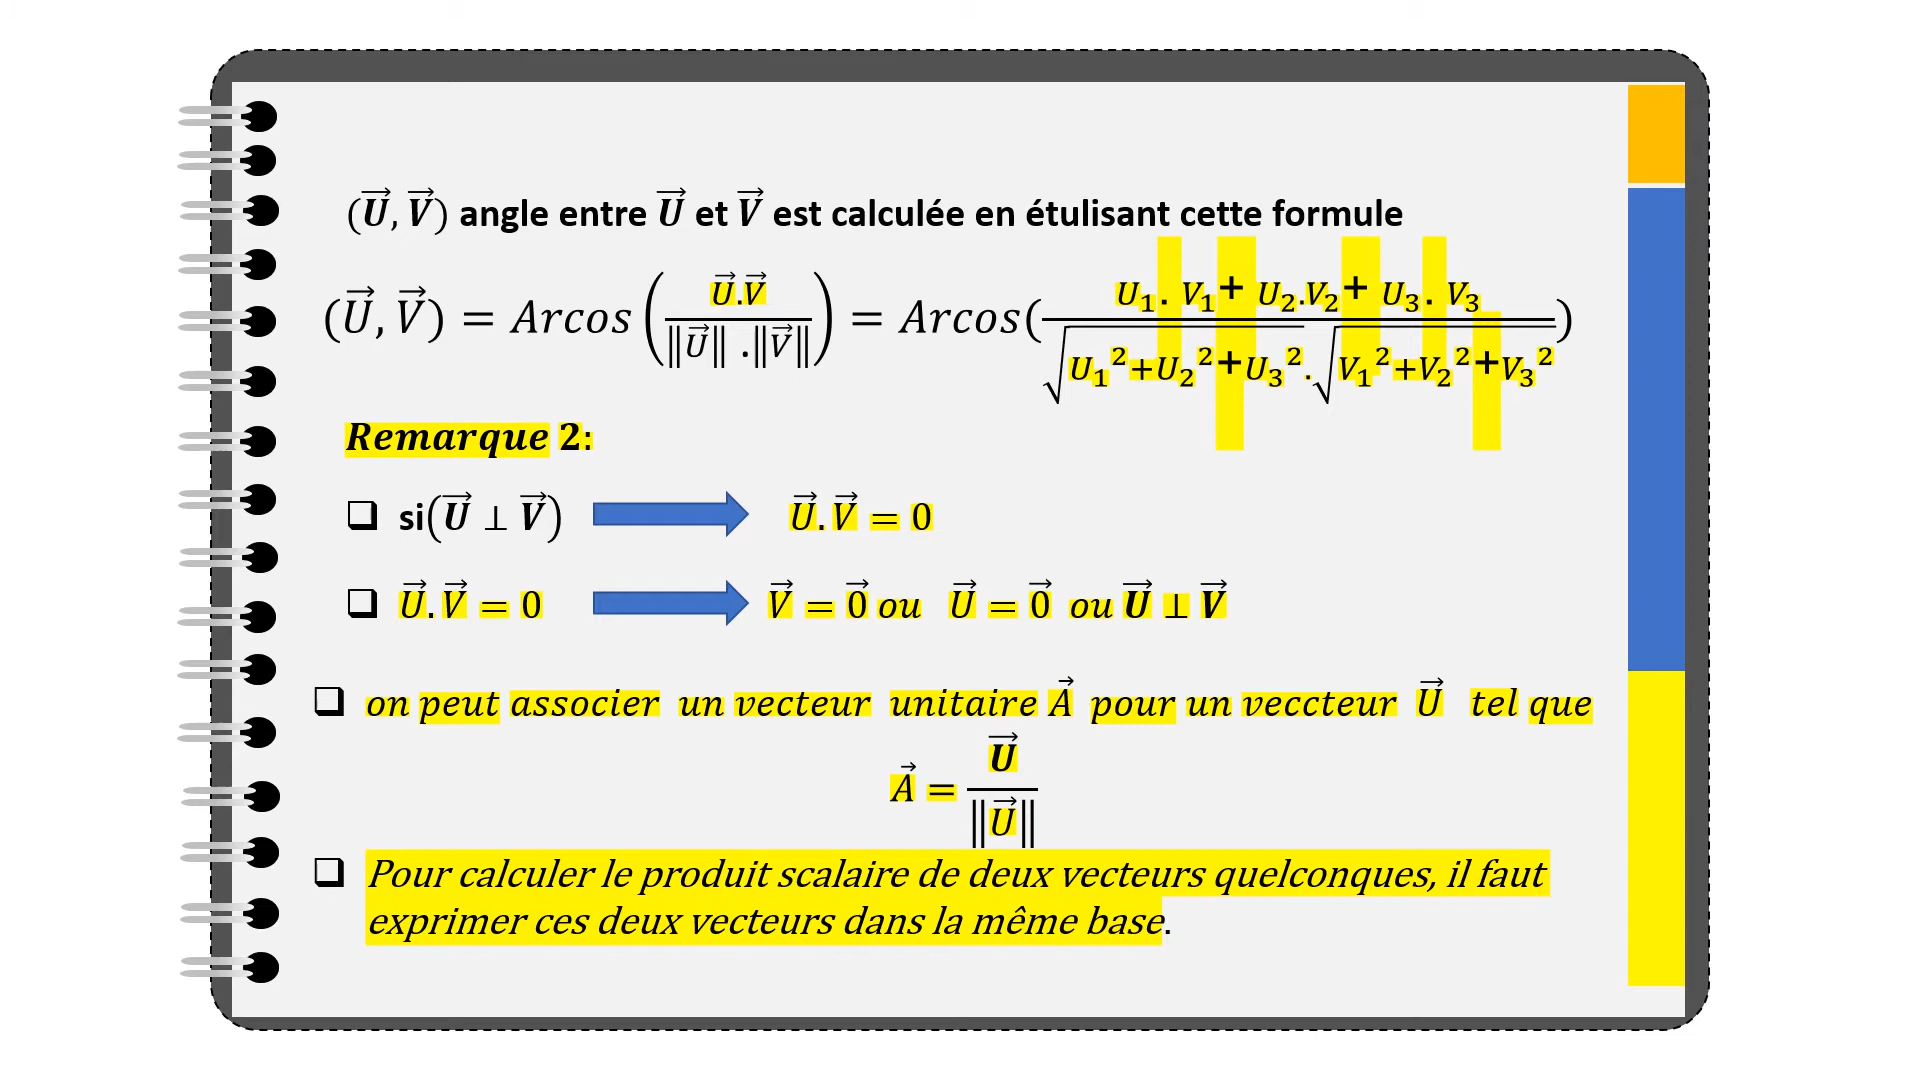 (U⃗, V⃗) angle entre U⃗ et V⃗ est calculée en étulisant cette formule
(U⃗, V⃗) = Arcos(U⃗.V⃗ / ‖U⃗‖ .‖V⃗‖) = Arcos(U₁. V₁+ U₂.V₂+ U₃. V₃ / √(U₁²+U₂²+U₃²).√(V₁²+V₂²+V₃²))
Remarque 2:
❑ si(U⃗ ⊥ V⃗) U⃗. V⃗ = 0
❑ U⃗. V⃗ = 0 V⃗ = 0⃗ ou U⃗ = 0⃗ ou U⃗ ⊥ V⃗
❑ on peut associer un vecteur unitaire A⃗ pour un veccteur U⃗ tel que
A⃗ = U⃗ / ‖U⃗‖
❑ Pour calculer le produit scalaire de deux vecteurs quelconques, il faut
exprimer ces deux vecteurs dans la même base.